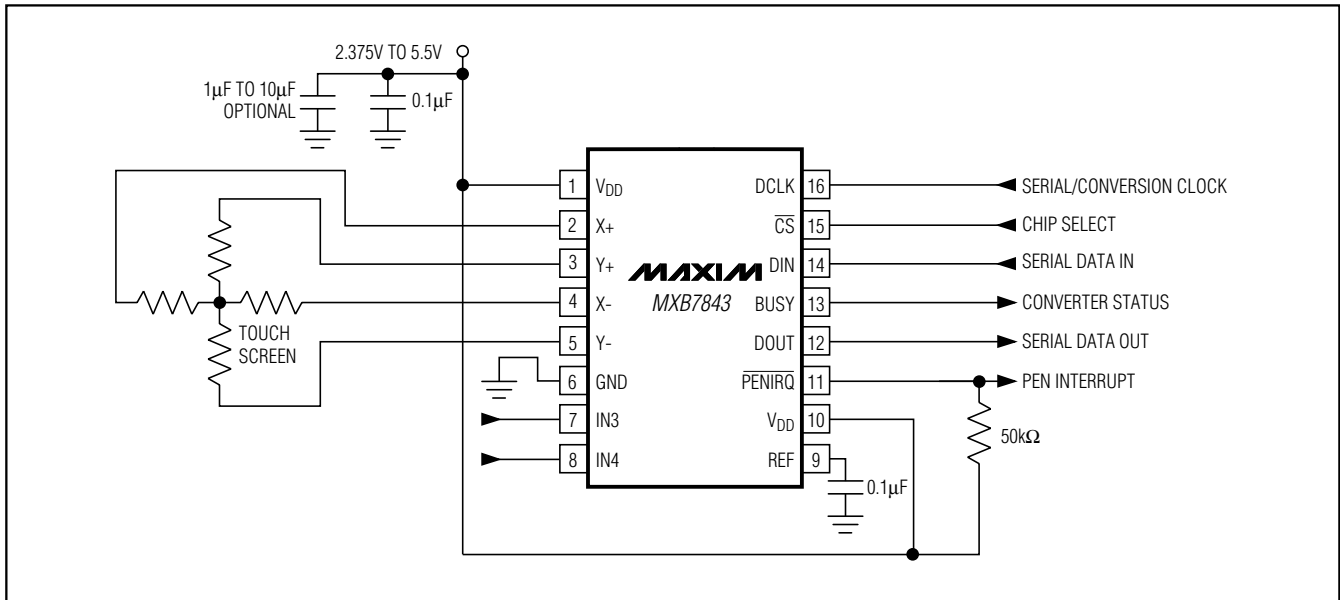 2.375V TO 5.5V
1µF TO 10µF
OPTIONAL
0.1µF
1 VDD
DCLK 16
SERIAL/CONVERSION CLOCK
2 X+
CS 15
CHIP SELECT
3 Y+
MAXIM
DIN 14
SERIAL DATA IN
4 X-
MXB7843
BUSY 13
CONVERTER STATUS
TOUCH
SCREEN
5 Y-
DOUT 12
SERIAL DATA OUT
6 GND
PENIRQ 11
PEN INTERRUPT
7 IN3
VDD 10
50kΩ
8 IN4
REF 9
0.1µF